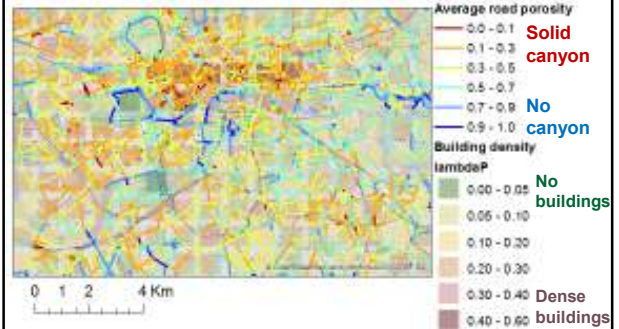 Average road porosity
0.0 - 0.1 Solid
0.1 - 0.3 canyon
0.3 - 0.5
0.5 - 0.7
0.7 - 0.9 No
0.9 - 1.0 canyon
Building density
lambdaP
0.00 - 0.05 No
0.05 - 0.10 buildings
0.10 - 0.20
0.20 - 0.30
0.30 - 0.40 Dense
0.40 - 0.60 buildings
0 1 2 4 Km